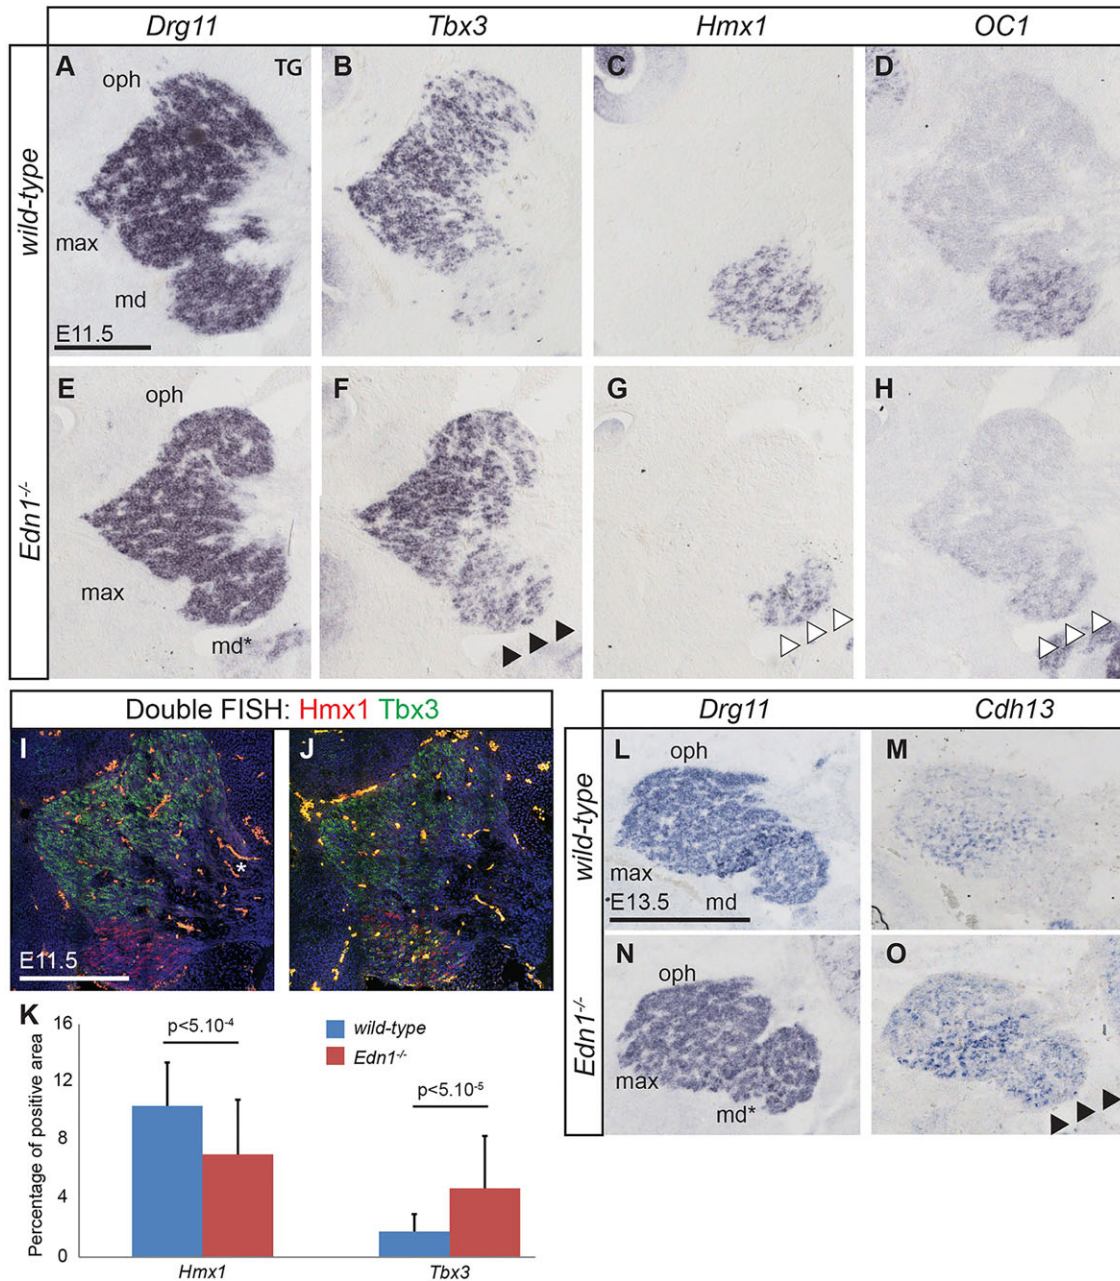 Drg11 Tbx3 Hmx1 OC1
wild-type
A oph TG B C D
max
md
E11.5
Edn1-/-
E oph F G H
max
md*
Double FISH: Hmx1 Tbx3
I J
*
E11.5
K
16
12
8
4
0
Percentage of positive area
p<5.10-4
p<5.10-5
wild-type
Edn1-/-
Hmx1 Tbx3
Drg11 Cdh13
wild-type
L oph M
max
E13.5 md
Edn1-/-
N oph O
max
md*